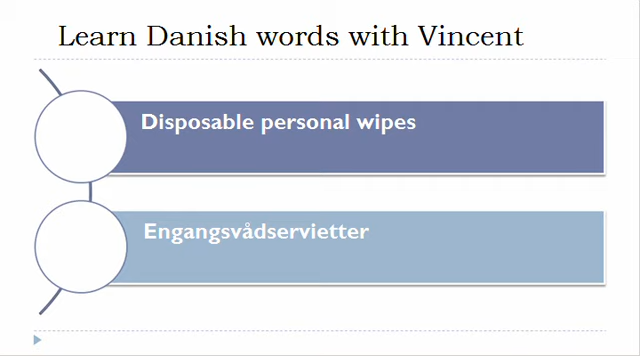 Learn Danish words with Vincent
Disposable personal wipes
Engangsvådservietter